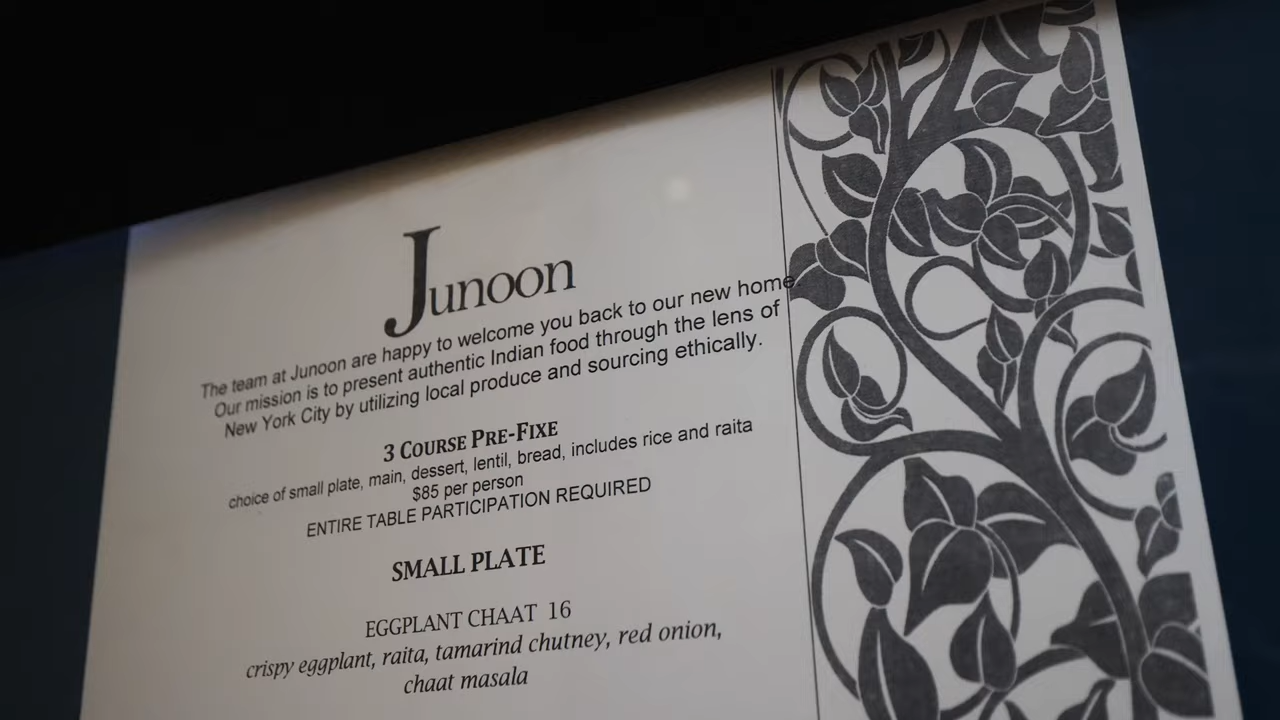 Junoon
The team at Junoon are happy to welcome you back to our new home.
Our mission is to present authentic Indian food through the lens of
New York City by utilizing local produce and sourcing ethically.
3 COURSE PRE-FIXE
choice of small plate, main, dessert, lentil, bread, includes rice and raita
$85 per person
ENTIRE TABLE PARTICIPATION REQUIRED
SMALL PLATE
EGGPLANT CHAAT 16
crispy eggplant, raita, tamarind chutney, red onion,
chaat masala